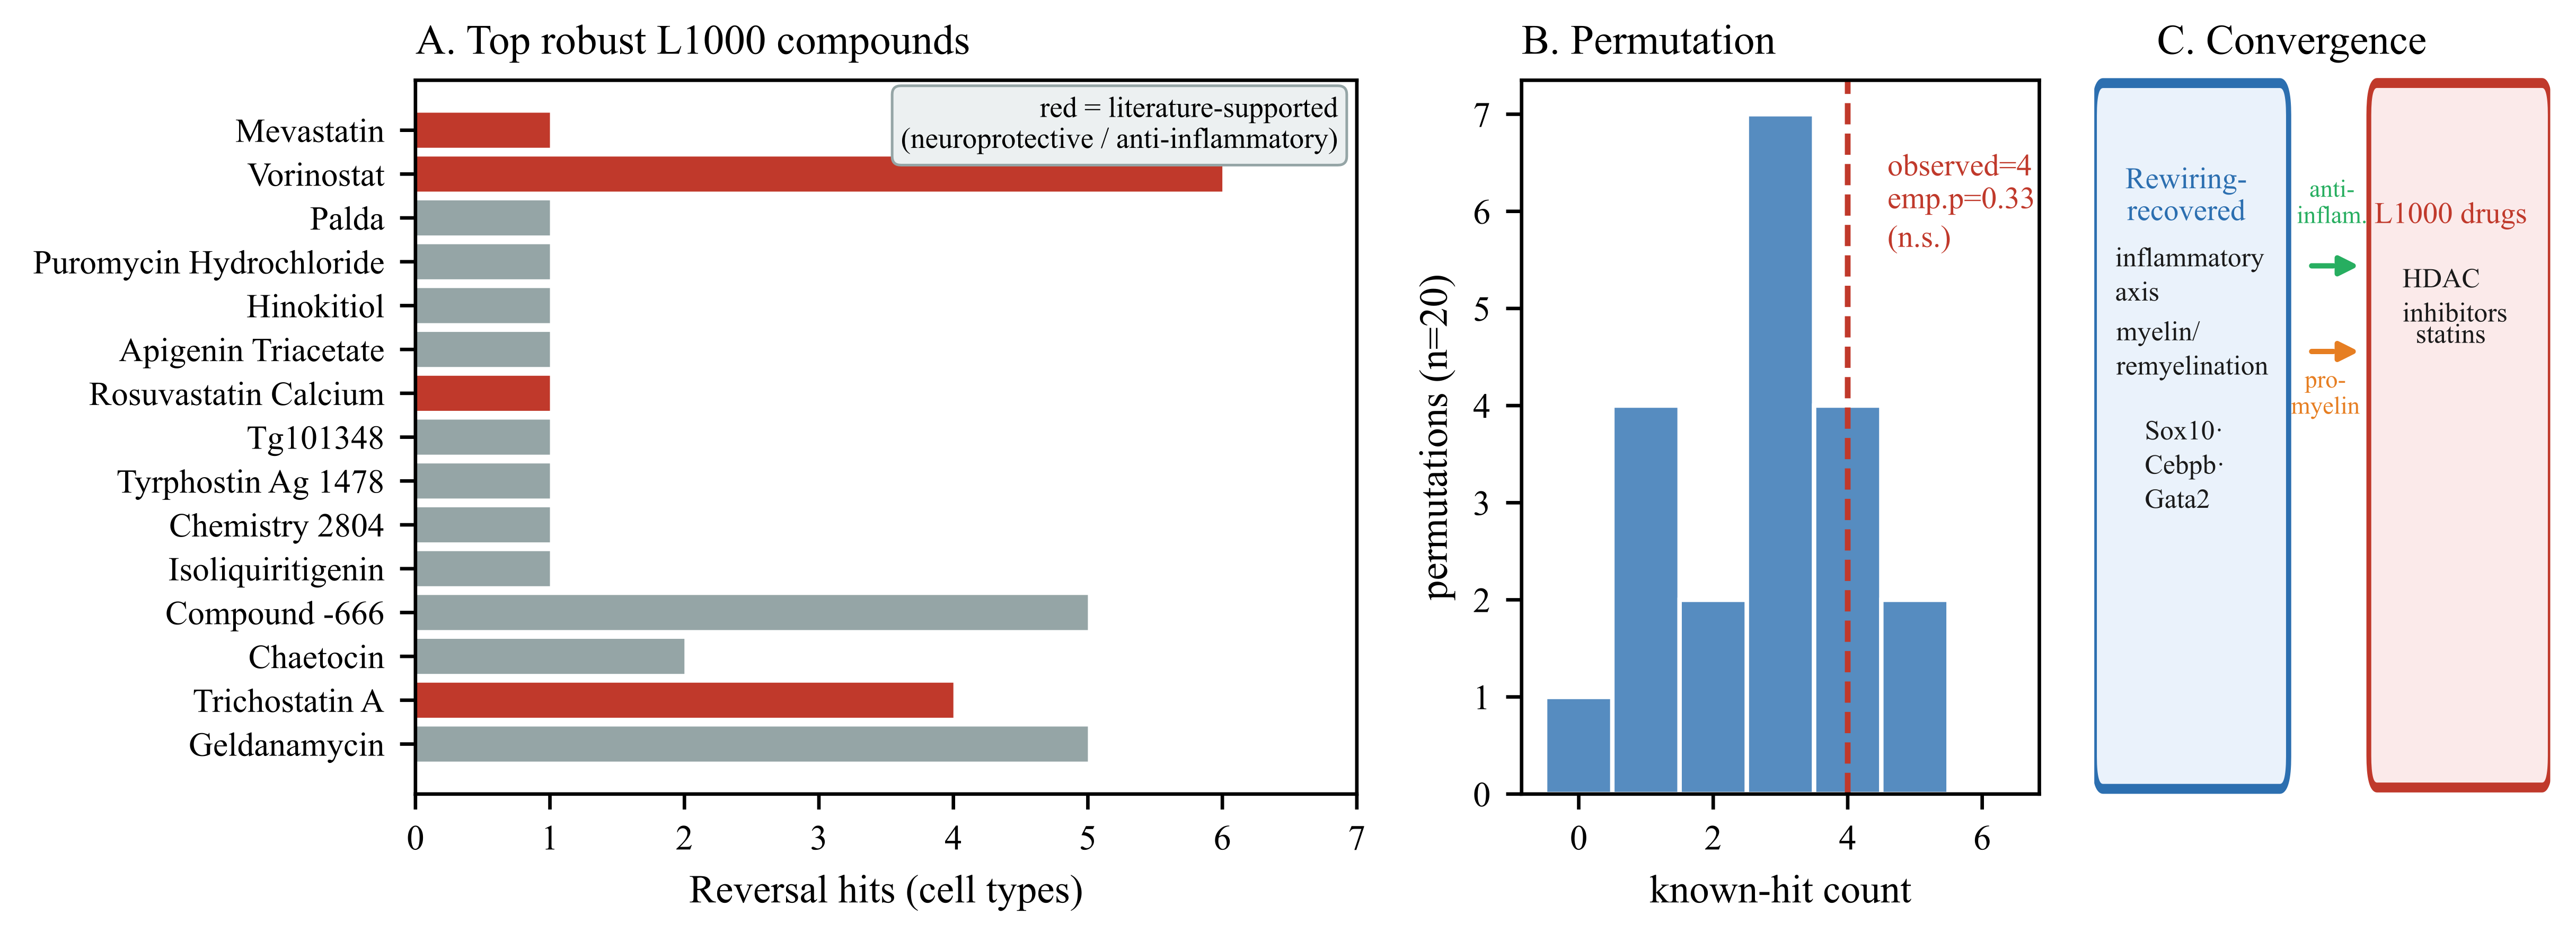 A. Top robust L1000 compounds
red = literature-supported
(neuroprotective / anti-inflammatory)
Mevastatin
Vorinostat
Palda
Puromycin Hydrochloride
Hinokitiol
Apigenin Triacetate
Rosuvastatin Calcium
Tg101348
Tyrphostin Ag 1478
Chemistry 2804
Isoliquiritigenin
Compound -666
Chaetocin
Trichostatin A
Geldanamycin
0 1 2 3 4 5 6 7
Reversal hits (cell types)
B. Permutation
permutations (n=20)
7
6
5
4
3
2
1
0
observed=4
emp.p=0.33
(n.s.)
0 2 4 6
known-hit count
C. Convergence
Rewiring-
recovered
inflammatory
axis
myelin/
remyelination
Sox10·
Cebpb·
Gata2
anti-
inflam.
pro-
myelin
L1000 drugs
HDAC
inhibitors
statins